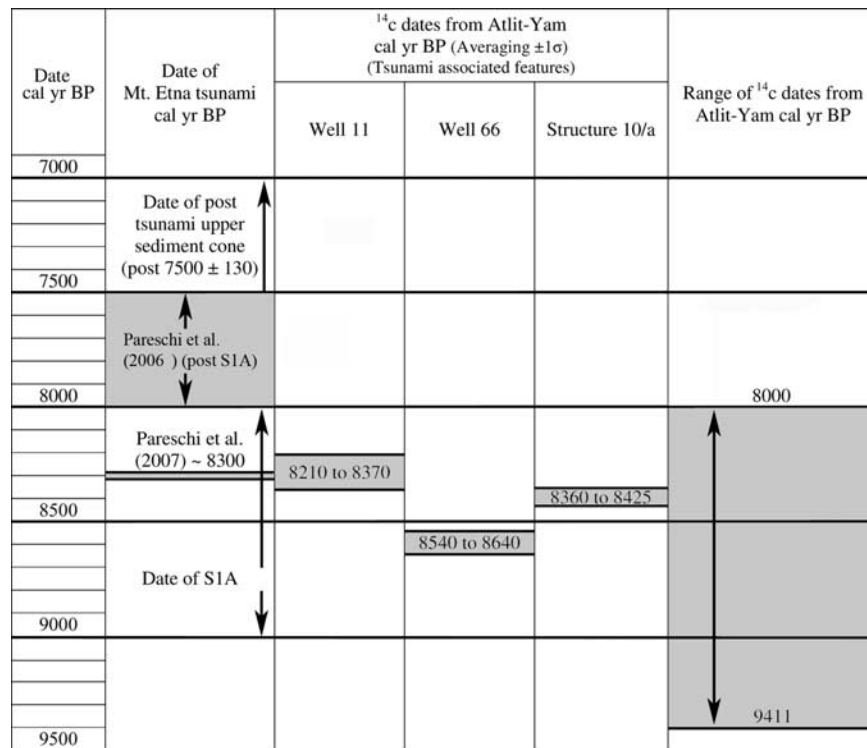 Date
cal yr BP
Date of
Mt. Etna tsunami
cal yr BP
14c dates from Atlit-Yam
cal yr BP (Averaging ±1σ)
(Tsunami associated features)
Well 11
Well 66
Structure 10/a
Range of 14c dates from
Atlit-Yam cal yr BP
7000
Date of post
tsunami upper
sediment cone
(post 7500 ± 130)
7500
Pareschi et al.
(2006 ) (post S1A)
8000
8000
Pareschi et al.
(2007) ~ 8300
8210 to 8370
8360 to 8425
8500
8540 to 8640
Date of S1A
9000
9411
9500